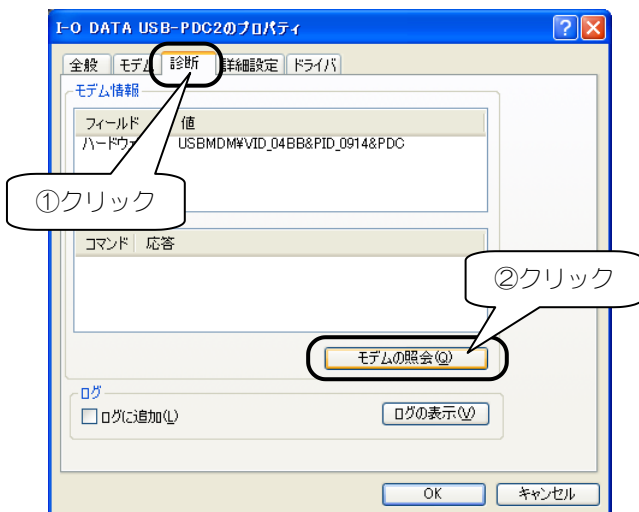 I-O DATA USB-PDC2のプロパティ
全般 モデム 診断 詳細設定 ドライバ
モデム情報
フィールド 値
ハードウ USBMDM¥VID_04BB&PID_0914&PDC
①クリック
コマンド 応答
②クリック
モデムの照会(Q)
ログ
ログに追加(L) ログの表示(V)
OK キャンセル